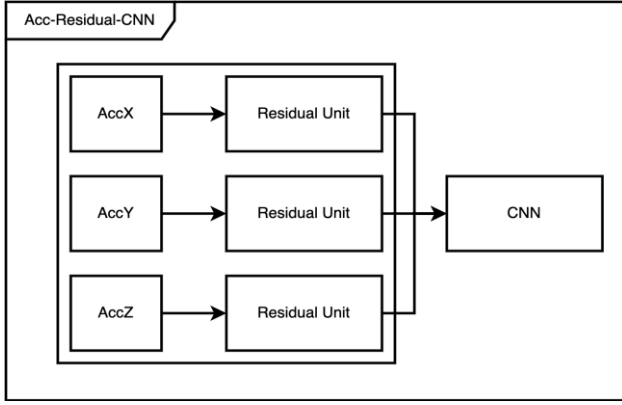 Acc-Residual-CNN
AccX
Residual Unit
AccY
Residual Unit
CNN
AccZ
Residual Unit